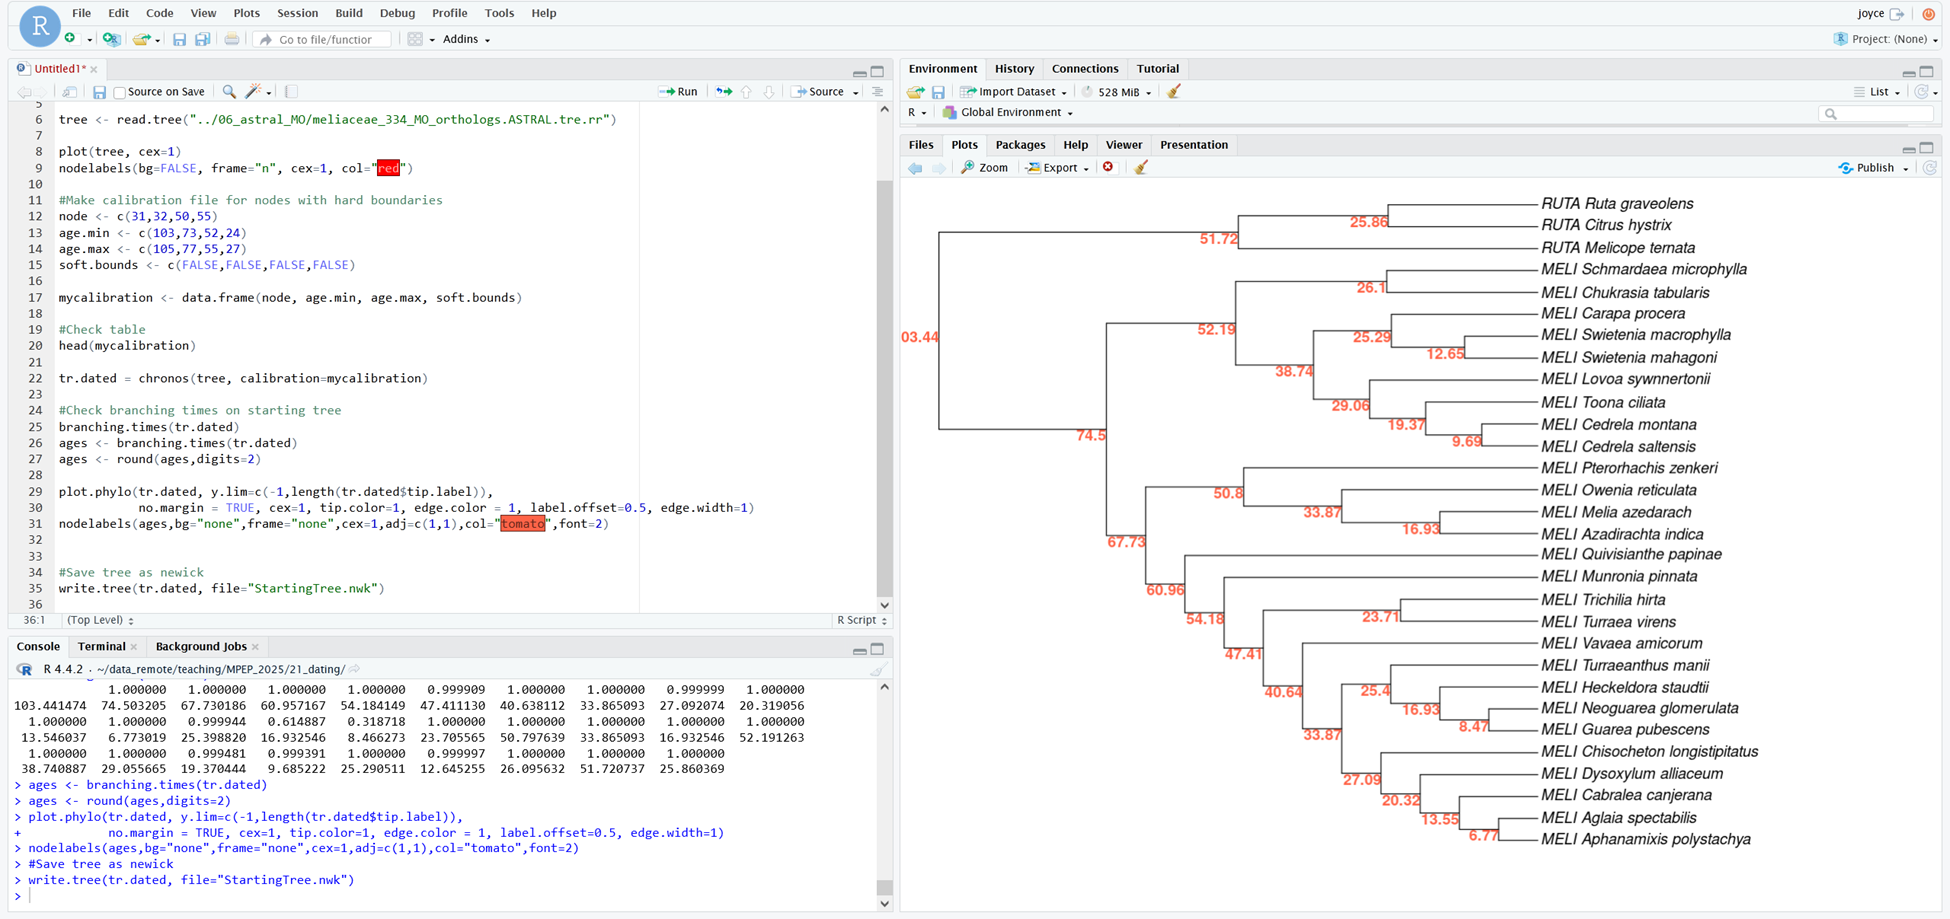 File Edit Code View Plots Session Build Debug Profile Tools Help
joyce
Go to file/function
Addins
Project: (None)
Untitled1*
Source on Save
Run
Source
5
6 tree <- read.tree("../06_astral_MO/meliaceae_334_MO_orthologs.ASTRAL.tre.rr")
7
8 plot(tree, cex=1)
9 nodelabels(bg=FALSE, frame="n", cex=1, col="red")
10
11 #Make calibration file for nodes with hard boundaries
12 node <- c(31,32,50,55)
13 age.min <- c(103,73,52,24)
14 age.max <- c(105,77,55,27)
15 soft.bounds <- c(FALSE,FALSE,FALSE,FALSE)
16
17 mycalibration <- data.frame(node, age.min, age.max, soft.bounds)
18
19 #Check table
20 head(mycalibration)
21
22 tr.dated = chronos(tree, calibration=mycalibration)
23
24 #Check branching times on starting tree
25 branching.times(tr.dated)
26 ages <- branching.times(tr.dated)
27 ages <- round(ages,digits=2)
28
29 plot.phylo(tr.dated, y.lim=c(-1,length(tr.dated$tip.label)),
30 no.margin = TRUE, cex=1, tip.color=1, edge.color = 1, label.offset=0.5, edge.width=1)
31 nodelabels(ages,bg="none",frame="none",cex=1,adj=c(1,1),col="tomato",font=2)
32
33
34 #Save tree as newick
35 write.tree(tr.dated, file="StartingTree.nwk")
36
36:1 (Top Level) R Script
Console Terminal Background Jobs
R 4.4.2 · ~/data_remote/teaching/MPEP_2025/21_dating/
1.000000 1.000000 1.000000 1.000000 0.999909 1.000000 1.000000 0.999999 1.000000
103.441474 74.503205 67.730186 60.957167 54.184149 47.411130 40.638112 33.865093 27.092074 20.319056
1.000000 1.000000 0.999944 0.614887 0.318718 1.000000 1.000000 1.000000 1.000000 1.000000
13.546037 6.773019 25.398820 16.932546 8.466273 23.705565 50.797639 33.865093 16.932546 52.191263
1.000000 1.000000 0.999481 0.999391 1.000000 0.999997 1.000000 1.000000 1.000000
38.740887 29.055665 19.370444 9.685222 25.290511 12.645255 26.095632 51.720737 25.860369
> ages <- branching.times(tr.dated)
> ages <- round(ages,digits=2)
> plot.phylo(tr.dated, y.lim=c(-1,length(tr.dated$tip.label)),
+ no.margin = TRUE, cex=1, tip.color=1, edge.color = 1, label.offset=0.5, edge.width=1)
> nodelabels(ages,bg="none",frame="none",cex=1,adj=c(1,1),col="tomato",font=2)
> #Save tree as newick
> write.tree(tr.dated, file="StartingTree.nwk")
>
Environment History Connections Tutorial
Import Dataset 528 MiB List
R Global Environment
Files Plots Packages Help Viewer Presentation
Zoom Export Publish
RUTA Ruta graveolens
25.86
RUTA Citrus hystrix
51.72
RUTA Melicope ternata
MELI Schmardaea microphylla
26.1
MELI Chukrasia tabularis
MELI Carapa procera
52.19
03.44
25.29
MELI Swietenia macrophylla
12.65
MELI Swietenia mahagoni
38.74
MELI Lovoa sywnnertonii
29.06
MELI Toona ciliata
19.37
MELI Cedrela montana
74.5
9.69
MELI Cedrela saltensis
MELI Pterorhachis zenkeri
50.8
MELI Owenia reticulata
33.87
MELI Melia azedarach
16.93
MELI Azadirachta indica
67.73
MELI Quivisianthe papinae
MELI Munronia pinnata
60.96
MELI Trichilia hirta
54.18
23.71
MELI Turraea virens
MELI Vavaea amicorum
47.41
MELI Turraeanthus manii
40.64
25.4
MELI Heckeldora staudtii
16.93
MELI Neoguarea glomerulata
8.47
MELI Guarea pubescens
33.87
MELI Chisocheton longistipitatus
27.09
MELI Dysoxylum alliaceum
20.32
MELI Cabralea canjerana
13.55
MELI Aglaia spectabilis
6.77
MELI Aphanamixis polystachya